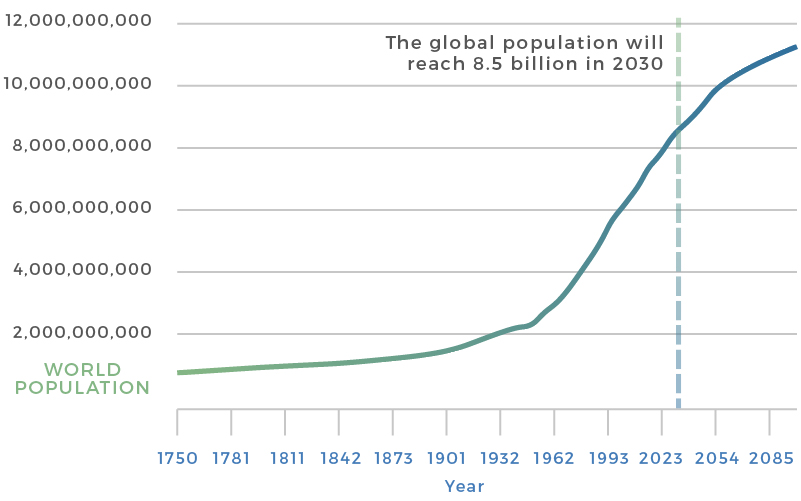 12,000,000,000
The global population will
reach 8.5 billion in 2030
10,000,000,000
8,000,000,000
6,000,000,000
4,000,000,000
2,000,000,000
WORLD
POPULATION
1750 1781 1811 1842 1873 1901 1932 1962 1993 2023 2054 2085
Year